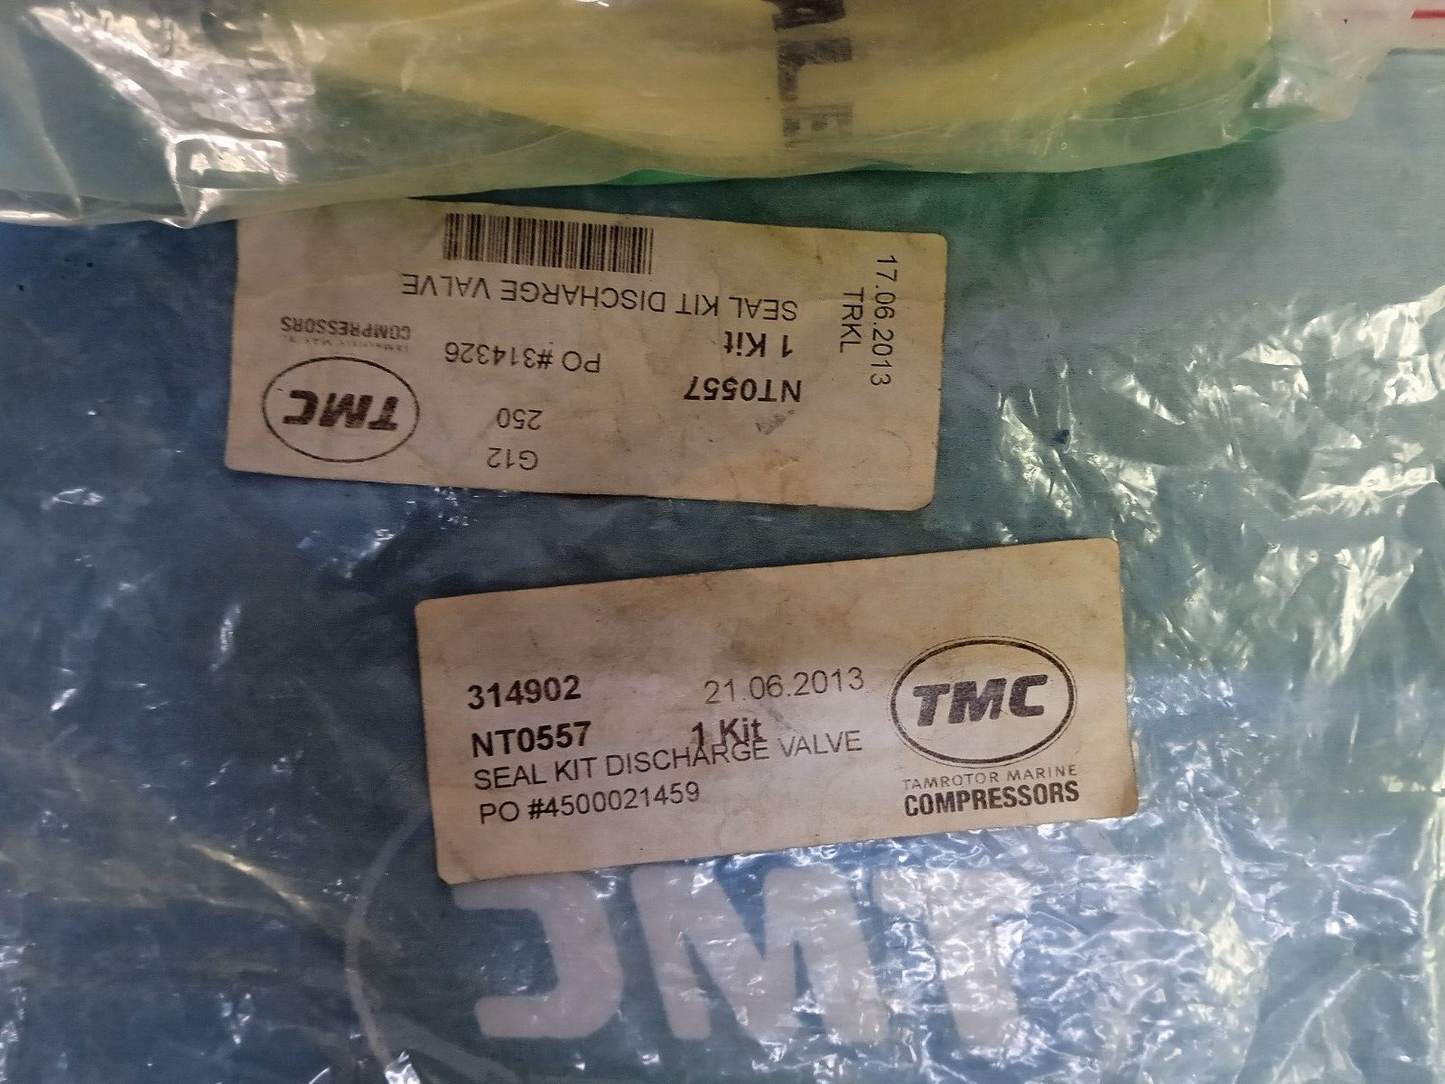 MLE
17.06.2013
TRKL
SEAL KIT DISCHARGE VALVE
1 Kit
NT0557
PO #314326
250
G12
TMC
COMPRESSORS
314902
21.06.2013
NT0557
1 Kit
SEAL KIT DISCHARGE VALVE
PO #4500021459
TMC
TAMROTOR MARINE
COMPRESSORS
TMC